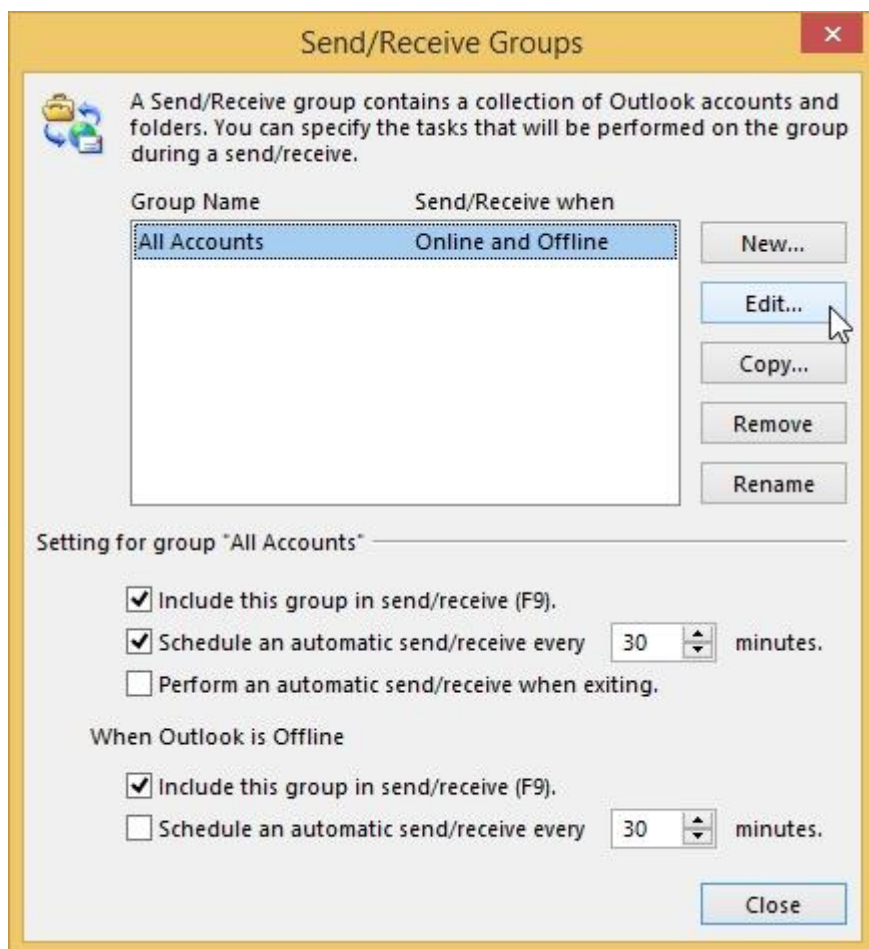 Send/Receive Groups
A Send/Receive group contains a collection of Outlook accounts and
folders. You can specify the tasks that will be performed on the group
during a send/receive.
Group Name Send/Receive when
All Accounts Online and Offline
New...
Edit...
Copy...
Remove
Rename
Setting for group "All Accounts"
Include this group in send/receive (F9).
Schedule an automatic send/receive every 30 minutes.
Perform an automatic send/receive when exiting.
When Outlook is Offline
Include this group in send/receive (F9).
Schedule an automatic send/receive every 30 minutes.
Close